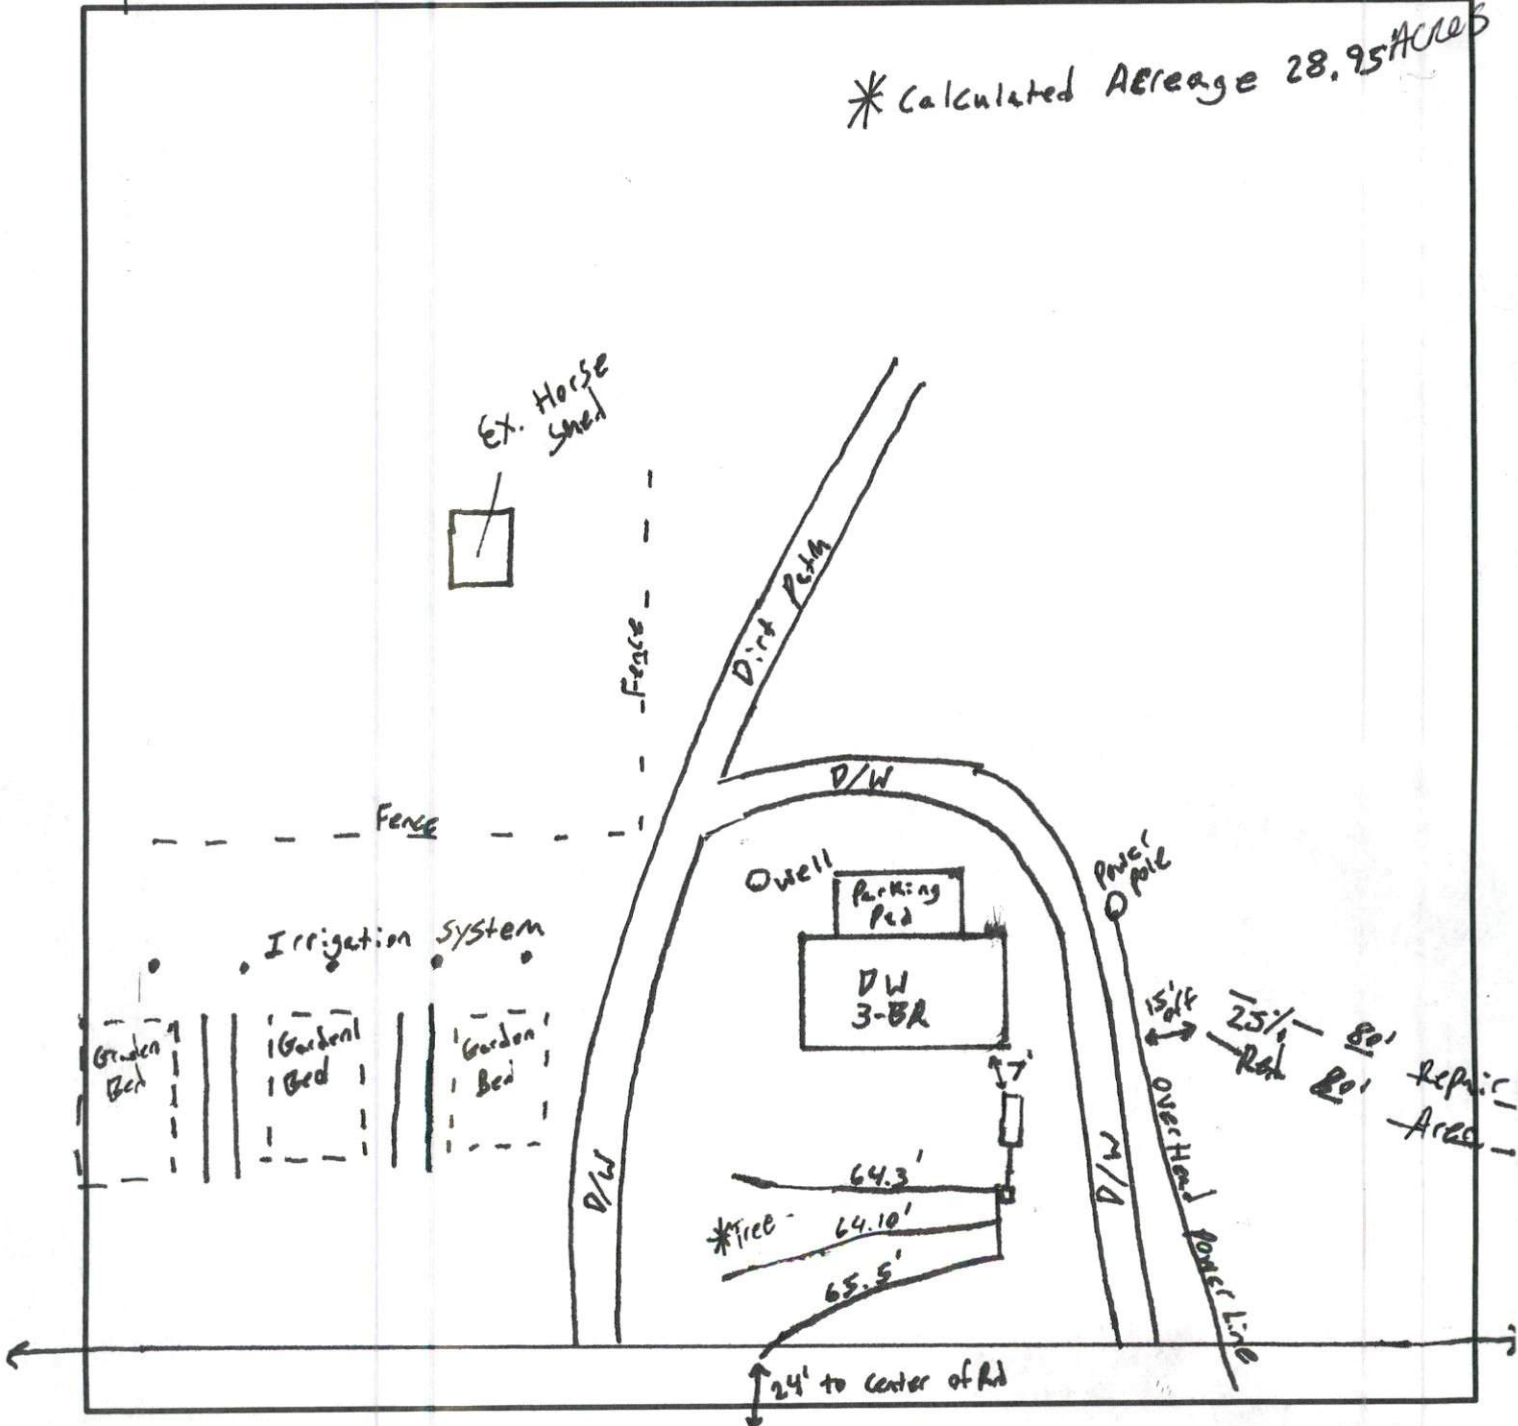 * Calculated Acreage 28.95 Acres
Ex. Horse
Shed
Dirt Path
Fence
D/W
Fence
Power
pole
O well
Parking
Pad
Irrigation system
DW
3-BR
15' off
25%
Red.
80'
80'
Repair
Area
Garden
Bed
Garden
Bed
Garden
Bed
7'
Overhead Power Line
D/W
D/W
64.3'
*Tree
64.10'
65.5'
24' to center of Rd